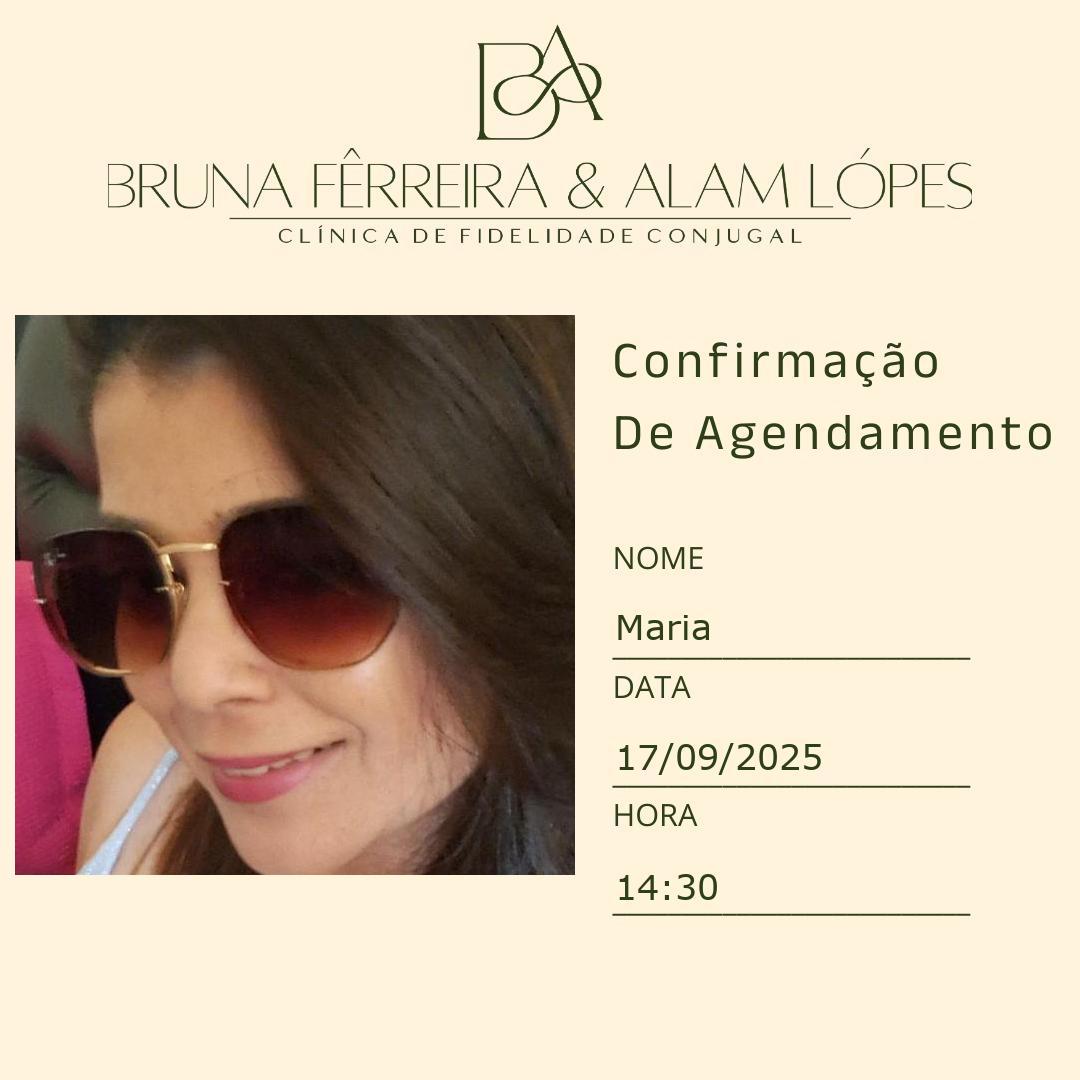 BA
BRUNA FÊRREIRA & ALAM LÓPES
CLÍNICA DE FIDELIDADE CONJUGAL
Confirmação
De Agendamento
NOME
Maria
DATA
17/09/2025
HORA
14:30